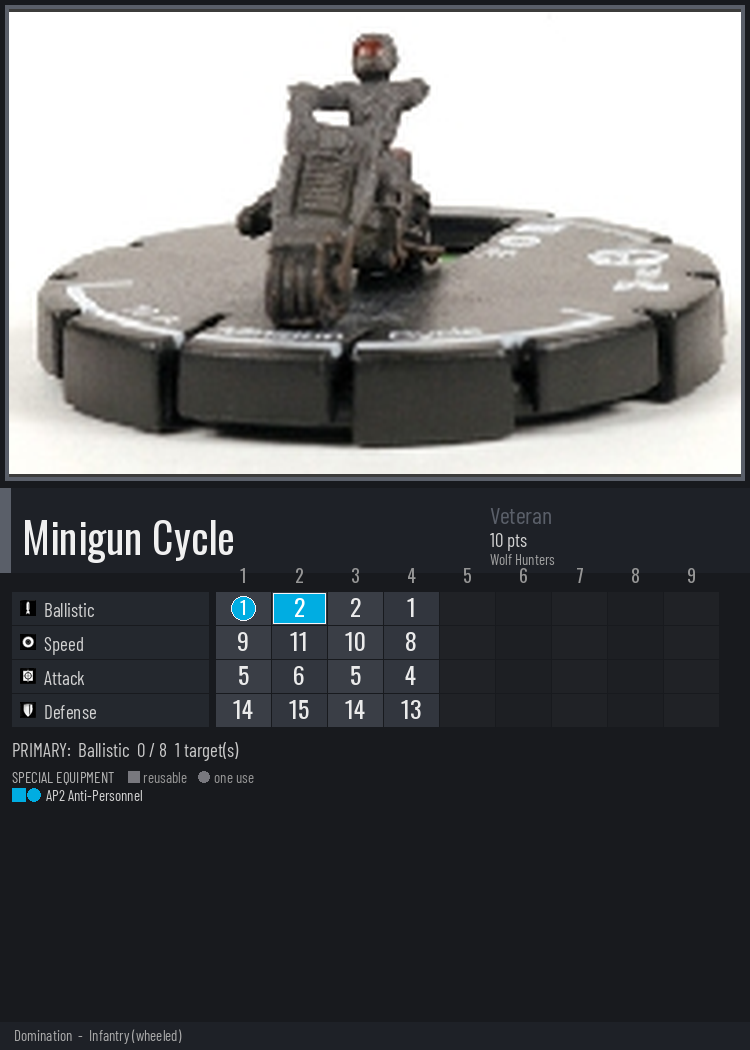 Minigun Cycle
Veteran
10 pts
Wolf Hunters
1 2 3 4 5 6 7 8 9
Ballistic 1 2 2 1
Speed 9 11 10 8
Attack 5 6 5 4
Defense 14 15 14 13
PRIMARY: Ballistic 0 / 8 1 target(s)
SPECIAL EQUIPMENT reusable one use
AP2 Anti-Personnel
Domination - Infantry (wheeled)